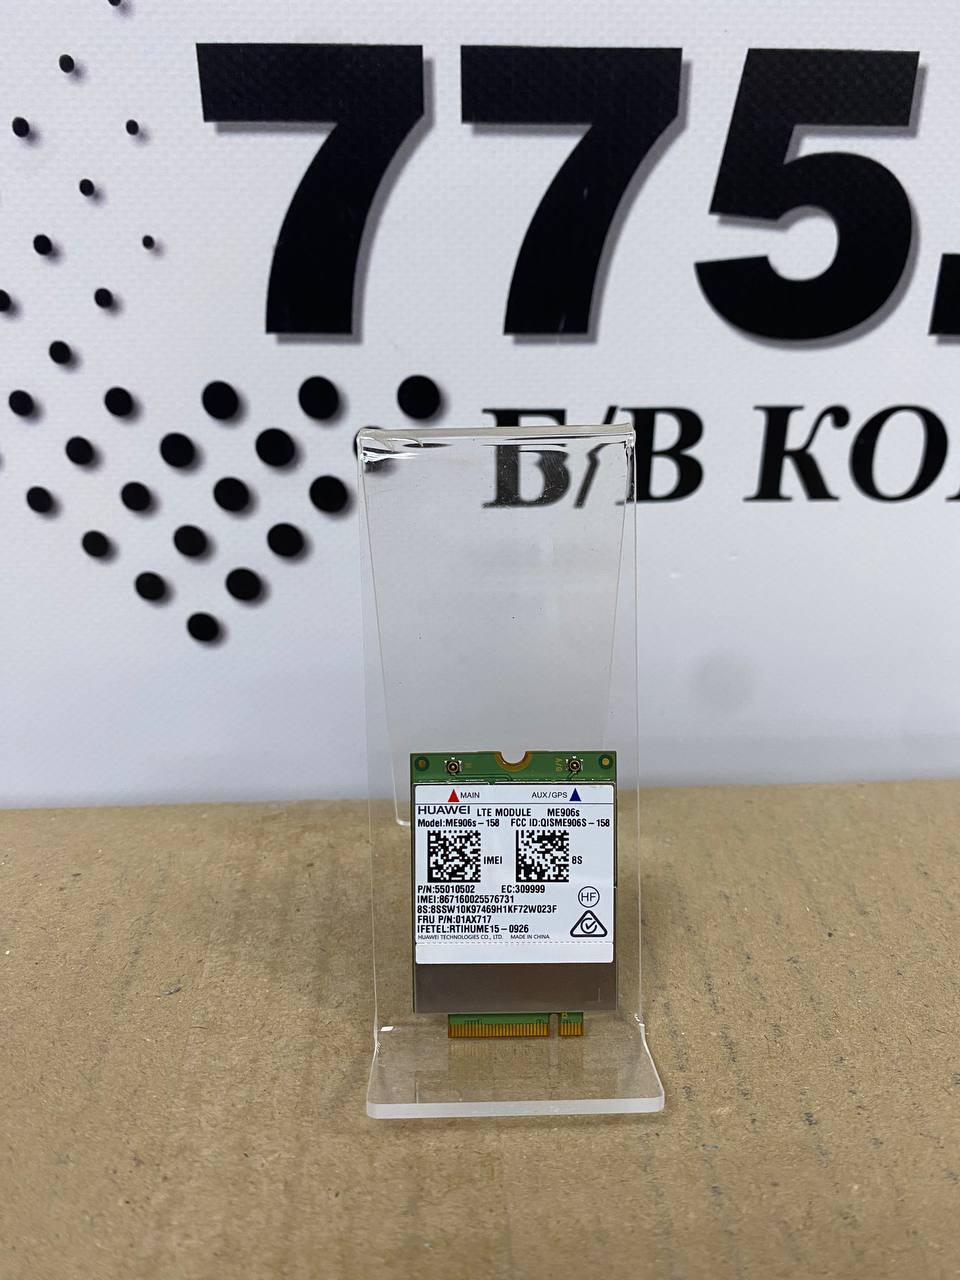 775.
Б/В КО
M
G/A
MAIN AUX/GPS
HUAWEI LTE MODULE ME906s
Model:ME906s-158 FCC ID:QISME906S-158
IMEI 8S
P/N:55010502 EC:309999
IMEI:867160025576731
8S:8SSW10K97469H1KF72W023F
HF
FRU P/N:01AX717
IFETEL:RTIHUME15-0926
HUAWEI TECHNOLOGIES CO., LTD. MADE IN CHINA